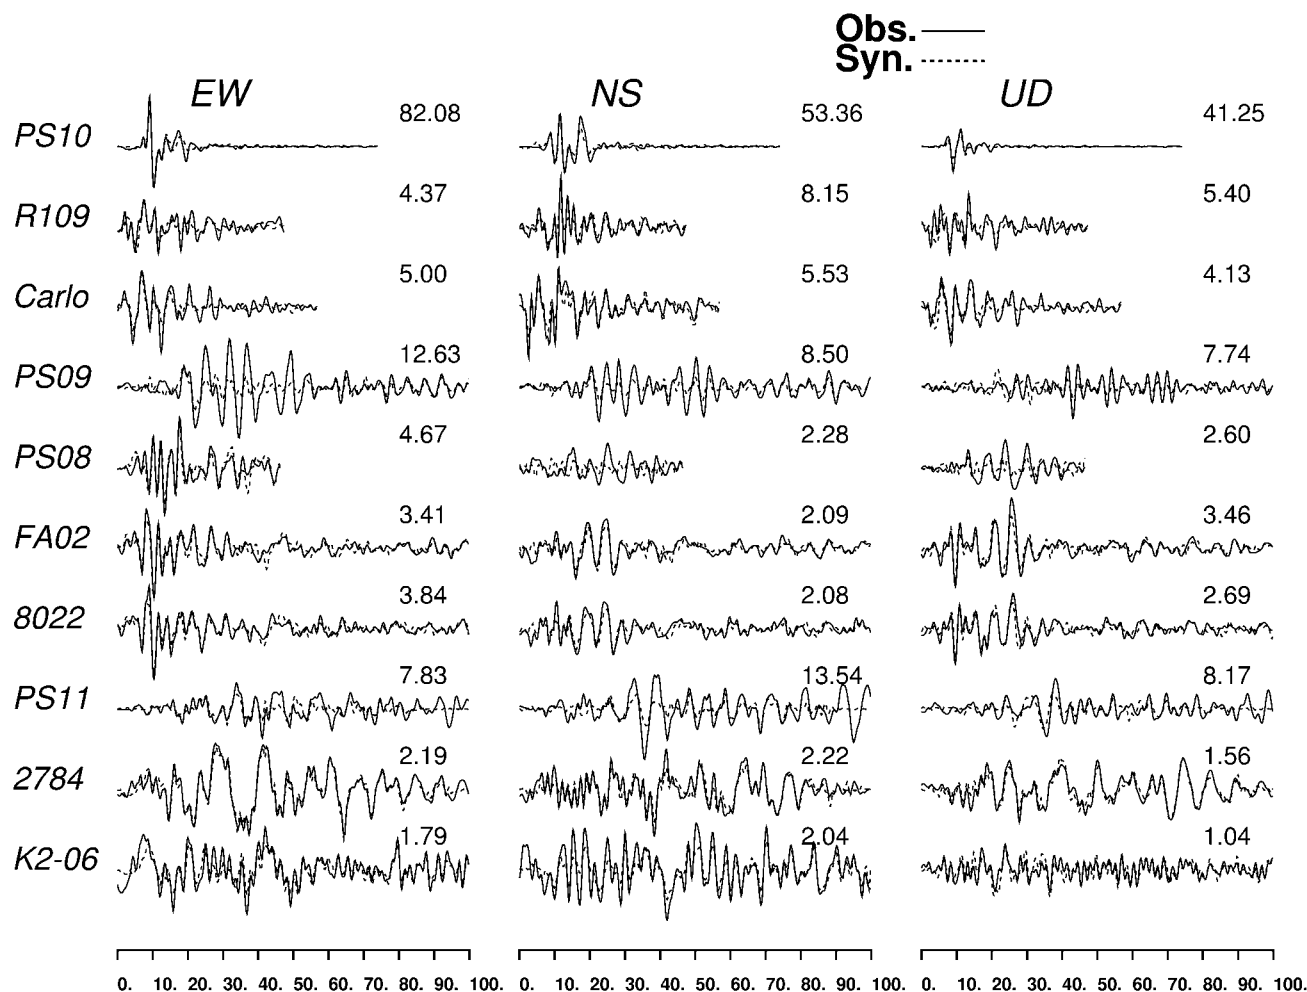 Obs.
Syn.
EW NS UD
PS10 82.08 53.36 41.25
R109 4.37 8.15 5.40
Carlo 5.00 5.53 4.13
PS09 12.63 8.50 7.74
PS08 4.67 2.28 2.60
FA02 3.41 2.09 3.46
8022 3.84 2.08 2.69
PS11 7.83 13.54 8.17
2784 2.19 2.22 1.56
K2-06 1.79 2.04 1.04
0. 10. 20. 30. 40. 50. 60. 70. 80. 90. 100. 0. 10. 20. 30. 40. 50. 60. 70. 80. 90. 100. 0. 10. 20. 30. 40. 50. 60. 70. 80. 90. 100.